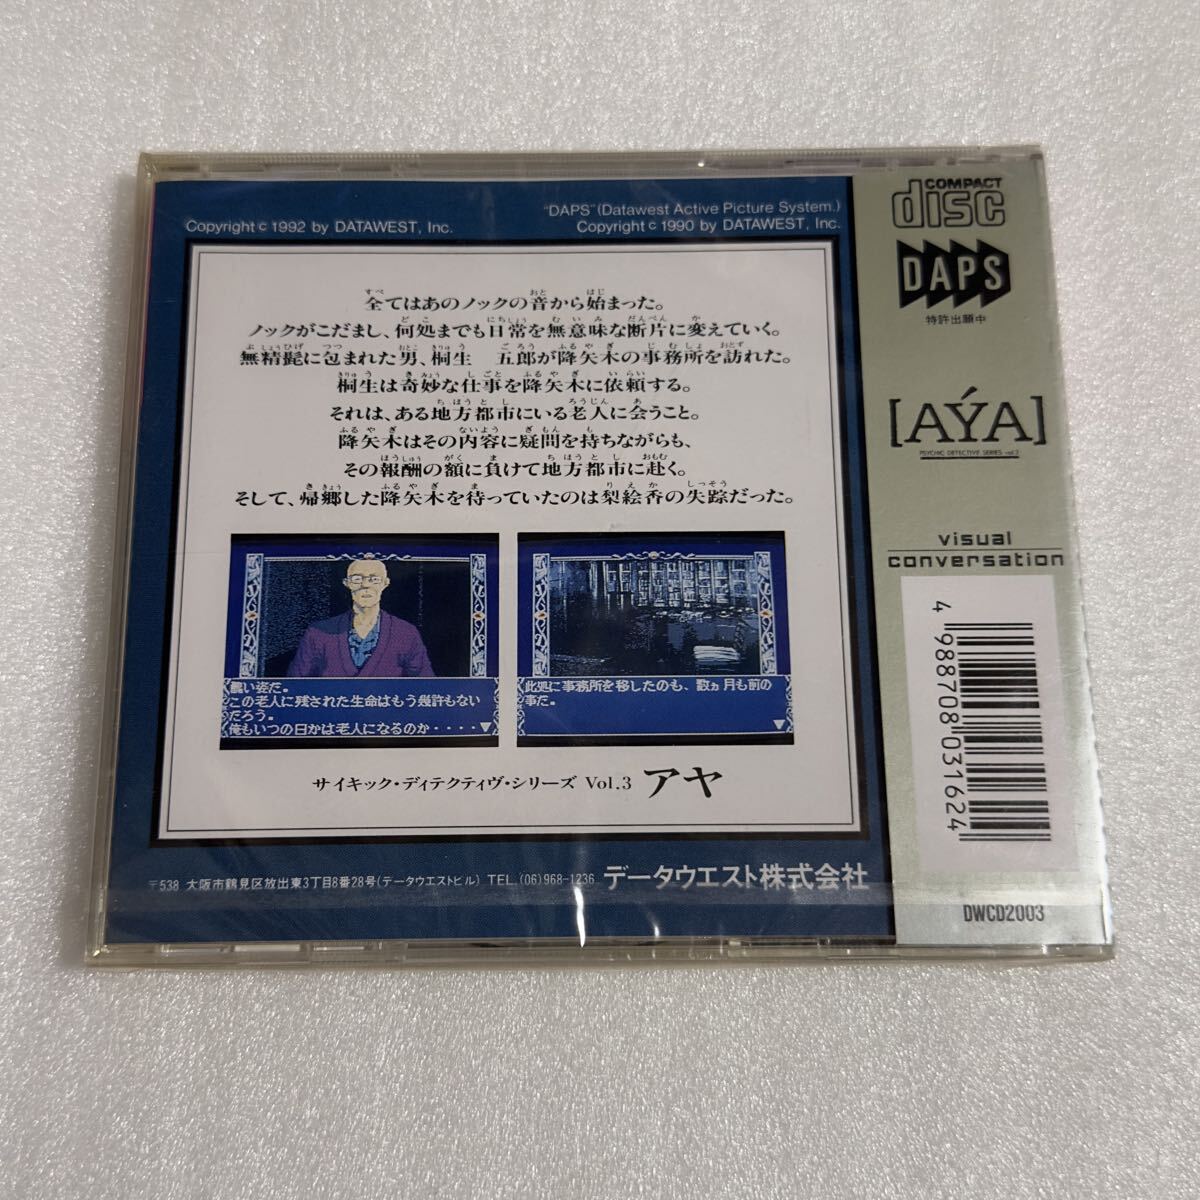 Copyright © 1992 by DATAWEST, Inc.
"DAPS" (Datawest Active Picture System.)
Copyright © 1990 by DATAWEST, Inc.
全てはあのノックの音から始まった。
ノックがこだまし、何処までも日常を無意味な断片に変えていく。
無精髭に包まれた男、桐生　五郎が降矢木の事務所を訪れた。
桐生は奇妙な仕事を降矢木に依頼する。
それは、ある地方都市にいる老人に会うこと。
降矢木はその内容に疑問を持ちながらも、
その報酬の額に負けて地方都市に赴く。
そして、帰郷した降矢木を待っていたのは梨絵香の失踪だった。
醜い姿だ。
この老人に残された生命はもう幾許もない
だろう。
俺もいつの日かは老人になるのか・・・・▼
此処に事務所を移したのも、数ヵ月も前の
事だ。
▼
サイキック・ディテクティヴ・シリーズ Vol.3 アヤ
〒538 大阪市鶴見区放出東3丁目8番28号(データウエストビル) TEL.(06)968-1236 データウエスト株式会社
COMPACT
disc
DAPS
特許出願中
[AÝA]
PSYCHIC DETECTIVE SERIES vol.3
visual
conversation
4 988708 031624
DWCD2003